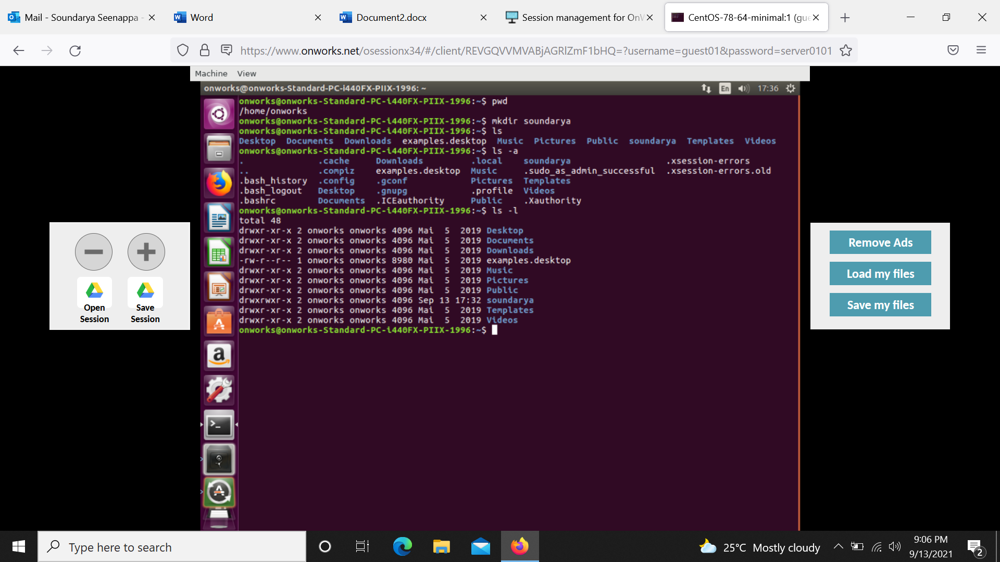 Mail - Soundarya Seenappa -
Word
Document2.docx
Session management for OnW
CentOS-78-64-minimal:1 (gue
https://www.onworks.net/osessionx34/#/client/REVGQVVMVABjAGRlZmF1bHQ=?username=guest01&password=server0101
Machine View
onworks@onworks-Standard-PC-i440FX-PIIX-1996: ~
En
17:36
onworks@onworks-Standard-PC-i440FX-PIIX-1996:~$ pwd
/home/onworks
onworks@onworks-Standard-PC-i440FX-PIIX-1996:~$ mkdir soundarya
onworks@onworks-Standard-PC-i440FX-PIIX-1996:~$ ls
Desktop Documents Downloads examples.desktop Music Pictures Public soundarya Templates Videos
onworks@onworks-Standard-PC-i440FX-PIIX-1996:~$ ls -a
. .cache Downloads .local soundarya .xsession-errors
.. .compiz examples.desktop Music .sudo_as_admin_successful .xsession-errors.old
.bash_history .config .gconf Pictures Templates
.bash_logout Desktop .gnupg .profile Videos
.bashrc Documents .ICEauthority Public .Xauthority
onworks@onworks-Standard-PC-i440FX-PIIX-1996:~$ ls -l
total 48
drwxr-xr-x 2 onworks onworks 4096 Mai 5 2019 Desktop
drwxr-xr-x 2 onworks onworks 4096 Mai 5 2019 Documents
drwxr-xr-x 2 onworks onworks 4096 Mai 5 2019 Downloads
-rw-r--r-- 1 onworks onworks 8980 Mai 5 2019 examples.desktop
drwxr-xr-x 2 onworks onworks 4096 Mai 5 2019 Music
drwxr-xr-x 2 onworks onworks 4096 Mai 5 2019 Pictures
drwxr-xr-x 2 onworks onworks 4096 Mai 5 2019 Public
drwxrwxr-x 2 onworks onworks 4096 Sep 13 17:32 soundarya
drwxr-xr-x 2 onworks onworks 4096 Mai 5 2019 Templates
drwxr-xr-x 2 onworks onworks 4096 Mai 5 2019 Videos
onworks@onworks-Standard-PC-i440FX-PIIX-1996:~$
Open Session
Save Session
Remove Ads
Load my files
Save my files
Type here to search
25°C Mostly cloudy
9:06 PM
9/13/2021
2